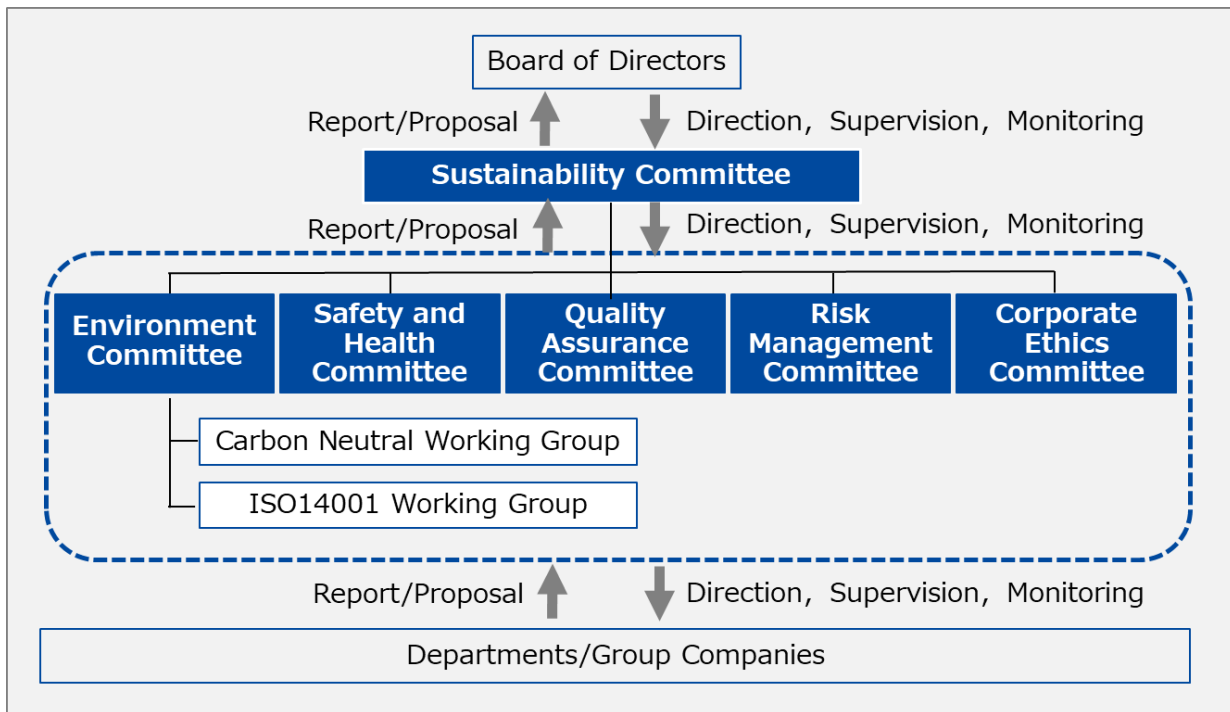 Board of Directors
Report/Proposal
Direction, Supervision, Monitoring
Sustainability Committee
Report/Proposal
Direction, Supervision, Monitoring
Environment
Committee
Safety and
Health
Committee
Quality
Assurance
Committee
Risk
Management
Committee
Corporate
Ethics
Committee
Carbon Neutral Working Group
ISO14001 Working Group
Report/Proposal
Direction, Supervision, Monitoring
Departments/Group Companies